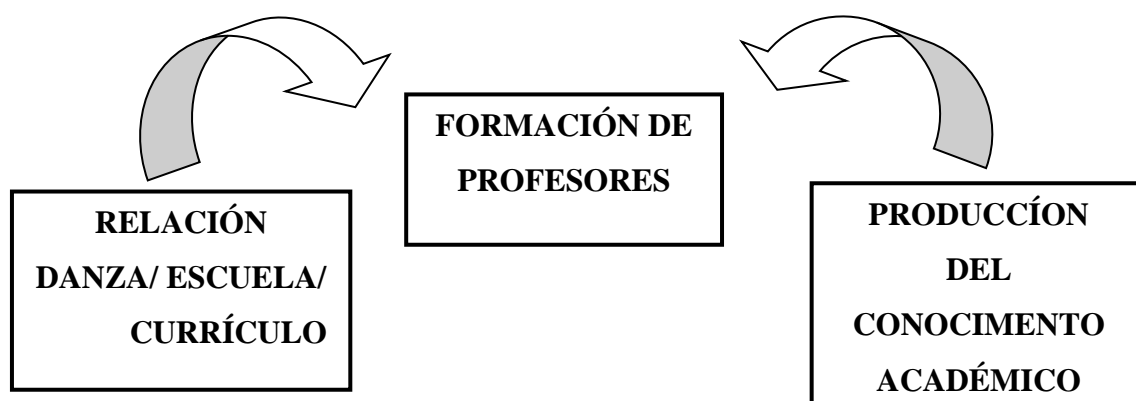 FORMACIÓN DE
PROFESORES
RELACIÓN
DANZA/ ESCUELA/
CURRÍCULO
PRODUCCÍON
DEL
CONOCIMENTO
ACADÉMICO